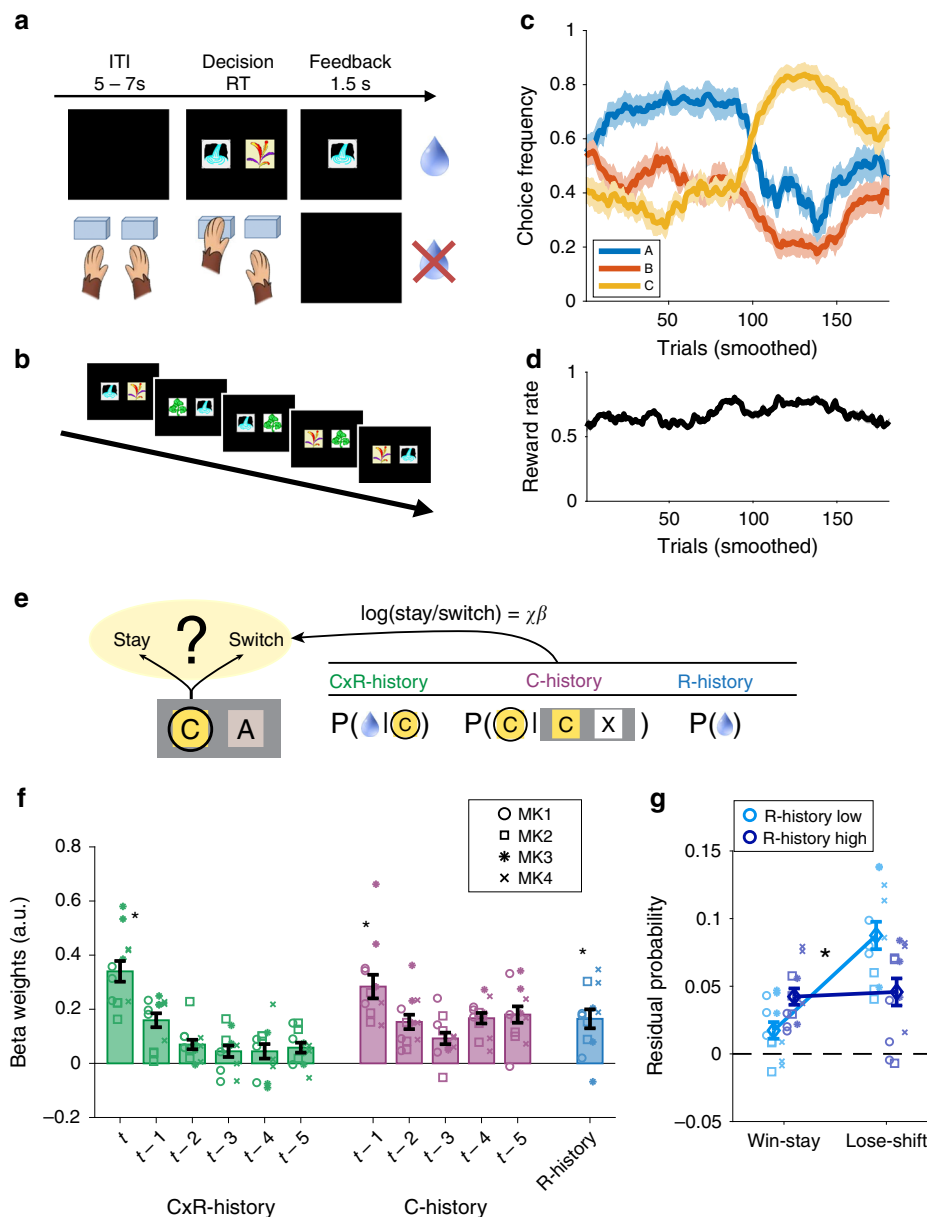 a
ITI
5 – 7s
Decision
RT
Feedback
1.5 s
b
c
Choice frequency
1
0.8
0.6
0.4
0.2
0
A
B
C
50
100
150
Trials (smoothed)
d
Reward rate
1
0.5
0
50
100
150
Trials (smoothed)
e
Stay
?
Switch
C
A
log(stay/switch) = χβ
CxR-history
C-history
R-history
P( |C)
P(C| C X )
P( )
f
MK1
MK2
MK3
MK4
Beta weights (a.u.)
0.8
0.6
0.4
0.2
0
–0.2
*
*
*
t
t – 1
t – 2
t – 3
t – 4
t – 5
t – 1
t – 2
t – 3
t – 4
t – 5
R-history
CxR-history
C-history
g
R-history low
R-history high
Residual probability
0.15
0.1
0.05
0
–0.05
*
Win-stay
Lose-shift